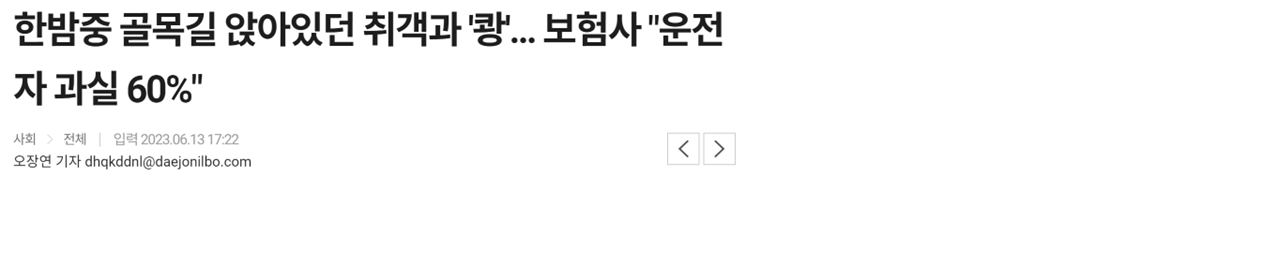 한밤중 골목길 앉아있던 취객과 '쾅'... 보험사 "운전
자 과실 60%"
사회 > 전체 | 입력 2023.06.13 17:22
오장연 기자 dhqkddnl@daejonilbo.com